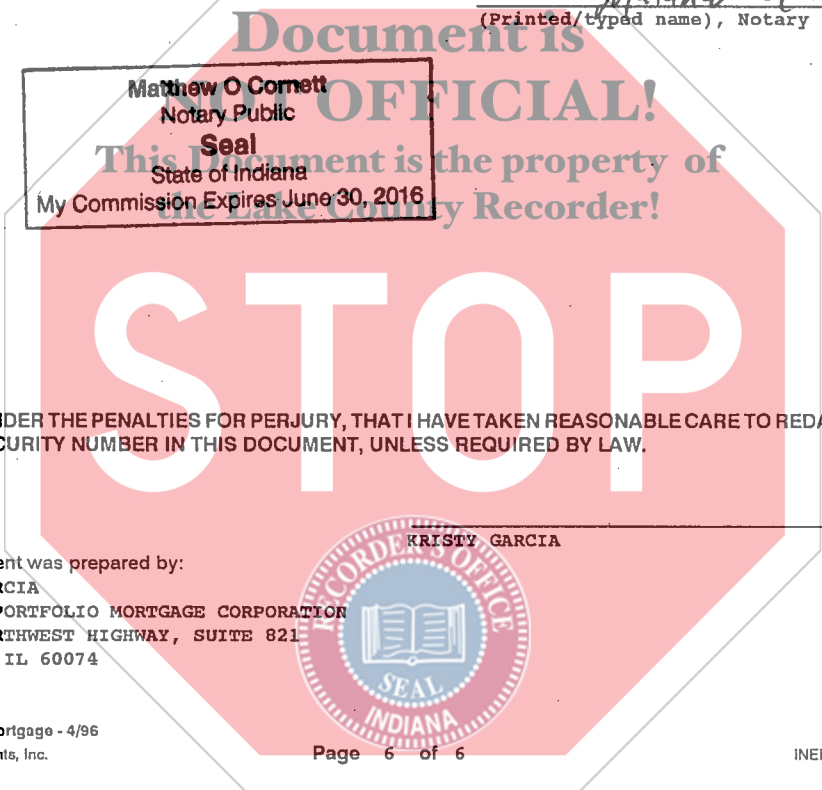 (Printed/typed name), Notary
Document is
NOT OFFICIAL!
This Document is the property of
the Lake County Recorder!
Matthew O Cornett
Notary Public
Seal
State of Indiana
My Commission Expires June 30, 2016
STOP
DER THE PENALTIES FOR PERJURY, THAT I HAVE TAKEN REASONABLE CARE TO REDA
CURITY NUMBER IN THIS DOCUMENT, UNLESS REQUIRED BY LAW.
KRISTY GARCIA
ent was prepared by:
RCIA
PORTFOLIO MORTGAGE CORPORATION
RTHWEST HIGHWAY, SUITE 821
IL 60074
RECORDER'S OFFICE
SEAL
INDIANA
ortgage - 4/96
nts, Inc.
Page 6 of 6
INE